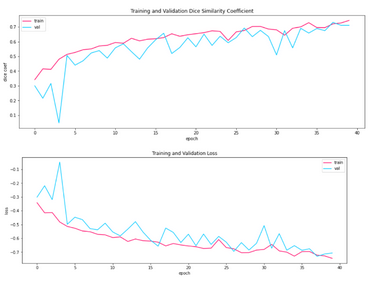 Training and Validation Dice Similarity Coefficient
train
val
0.7
0.6
0.5
0.4
0.3
0.2
0.1
dice coef
0 5 10 15 20 25 30 35 40
epoch
Training and Validation Loss
train
val
−0.1
−0.2
−0.3
−0.4
−0.5
−0.6
−0.7
loss
0 5 10 15 20 25 30 35 40
epoch